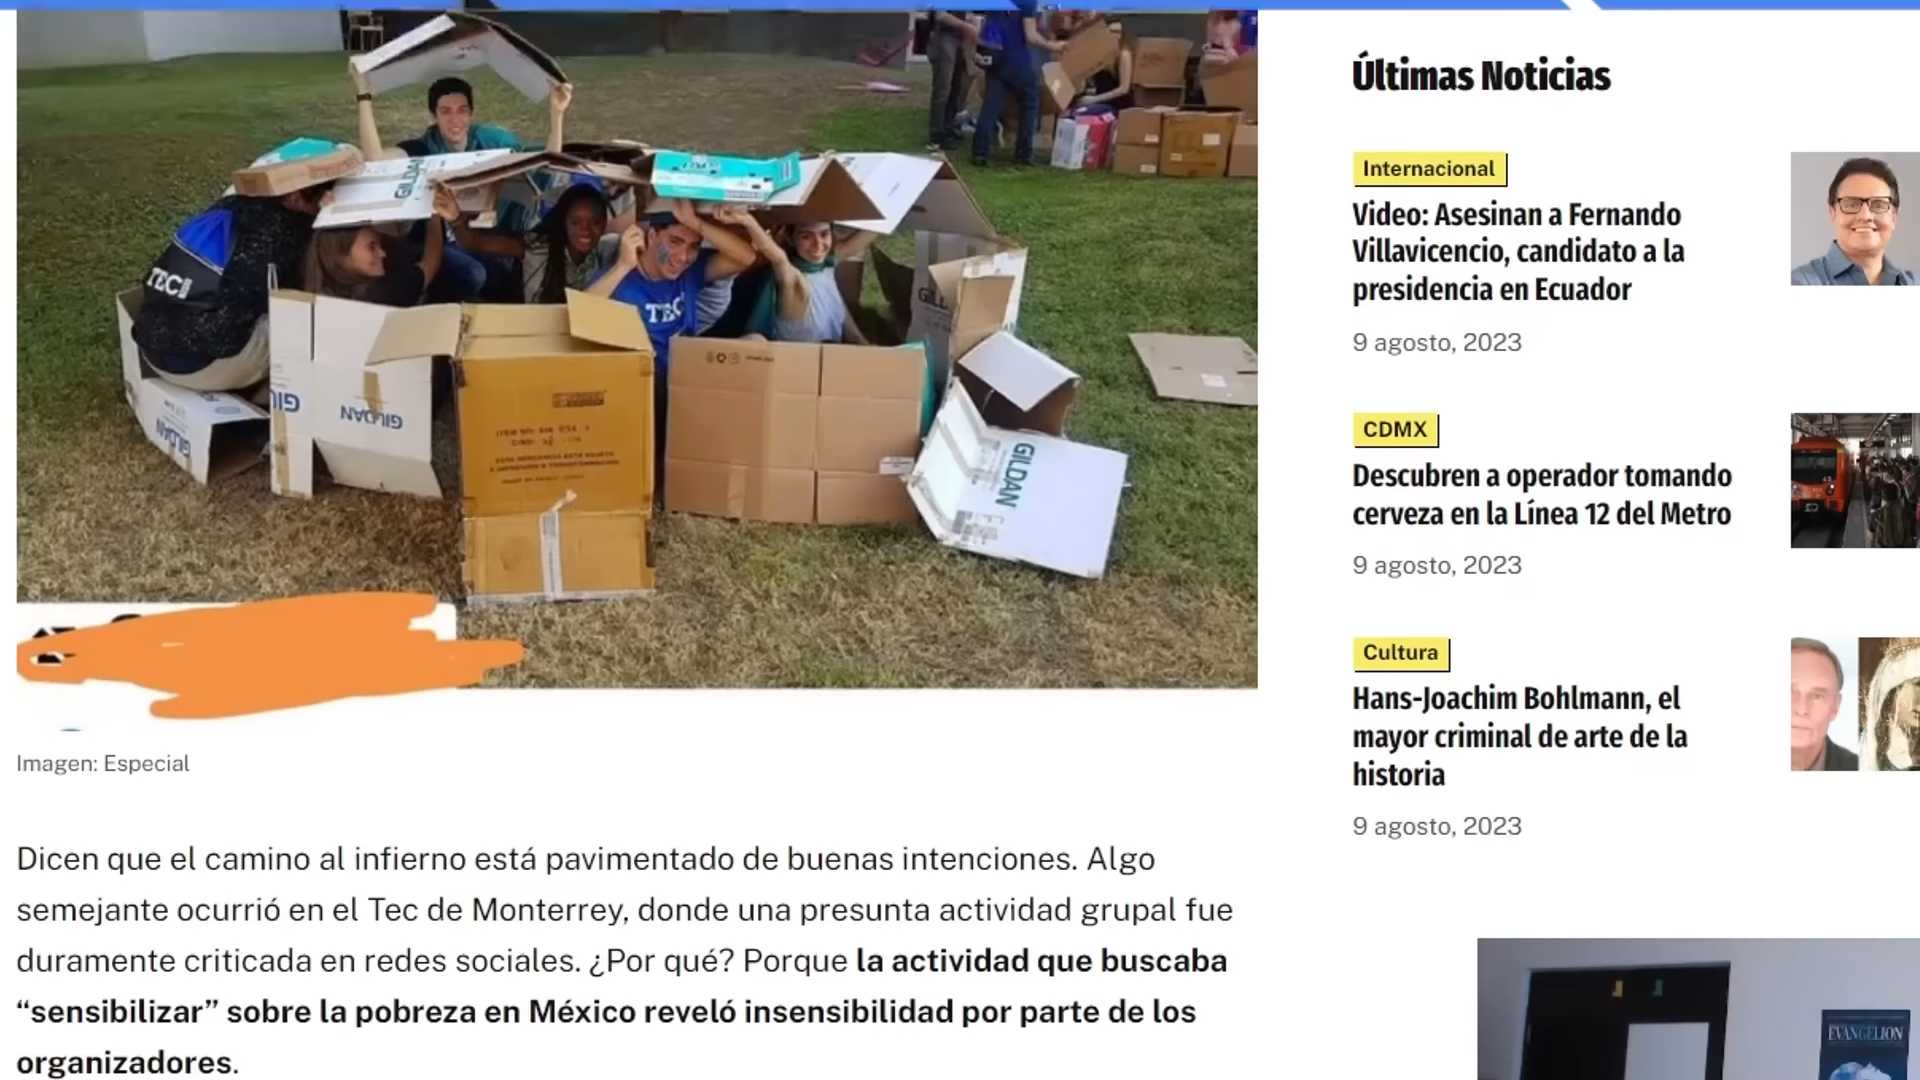 TEC
TEC
GILDAN
GILDAN
GILDAN
GILDAN
GILDAN
Imagen: Especial
Dicen que el camino al infierno está pavimentado de buenas intenciones. Algo
semejante ocurrió en el Tec de Monterrey, donde una presunta actividad grupal fue
duramente criticada en redes sociales. ¿Por qué? Porque la actividad que buscaba
“sensibilizar” sobre la pobreza en México reveló insensibilidad por parte de los
organizadores.
Últimas Noticias
Internacional
Video: Asesinan a Fernando
Villavicencio, candidato a la
presidencia en Ecuador
9 agosto, 2023
CDMX
Descubren a operador tomando
cerveza en la Línea 12 del Metro
9 agosto, 2023
Cultura
Hans-Joachim Bohlmann, el
mayor criminal de arte de la
historia
9 agosto, 2023
EVANGELION